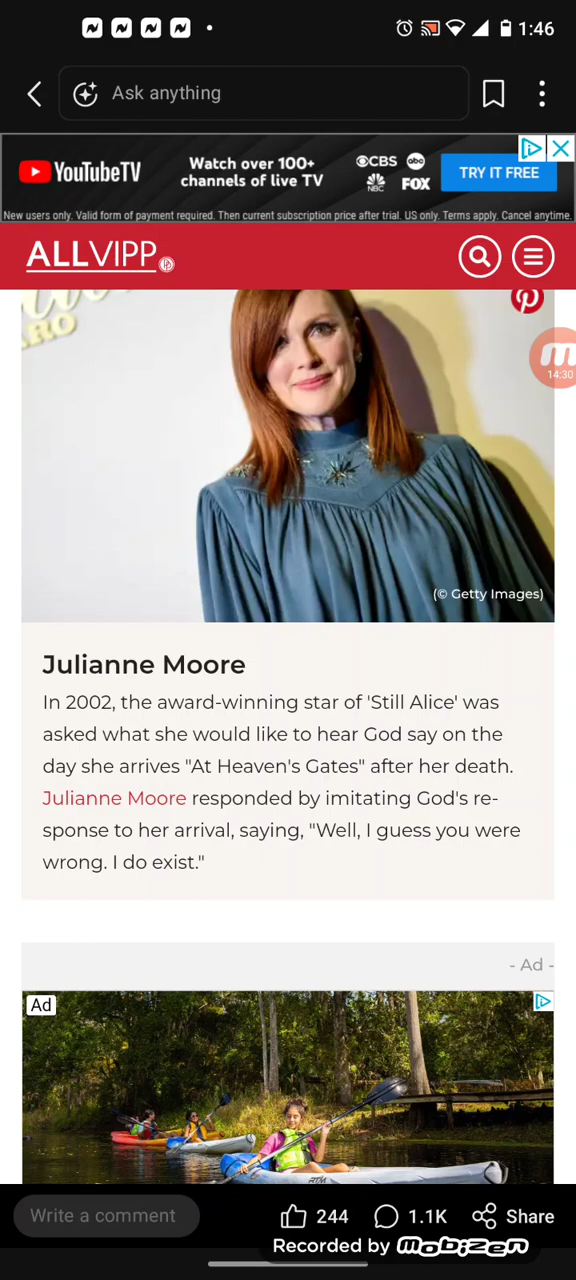 1:46
Ask anything
YouTubeTV
Watch over 100+
channels of live TV
CBS
abc
NBC
FOX
TRY IT FREE
New users only. Valid form of payment required. Then current subscription price after trial. US only. Terms apply. Cancel anytime.
ALLVIPP
ARO
14:30
(© Getty Images)
Julianne Moore
In 2002, the award-winning star of 'Still Alice' was
asked what she would like to hear God say on the
day she arrives "At Heaven's Gates" after her death.
Julianne Moore responded by imitating God's re-
sponse to her arrival, saying, "Well, I guess you were
wrong. I do exist."
- Ad -
Ad
RTM
Write a comment
244
1.1K
Share
Recorded by mobizen